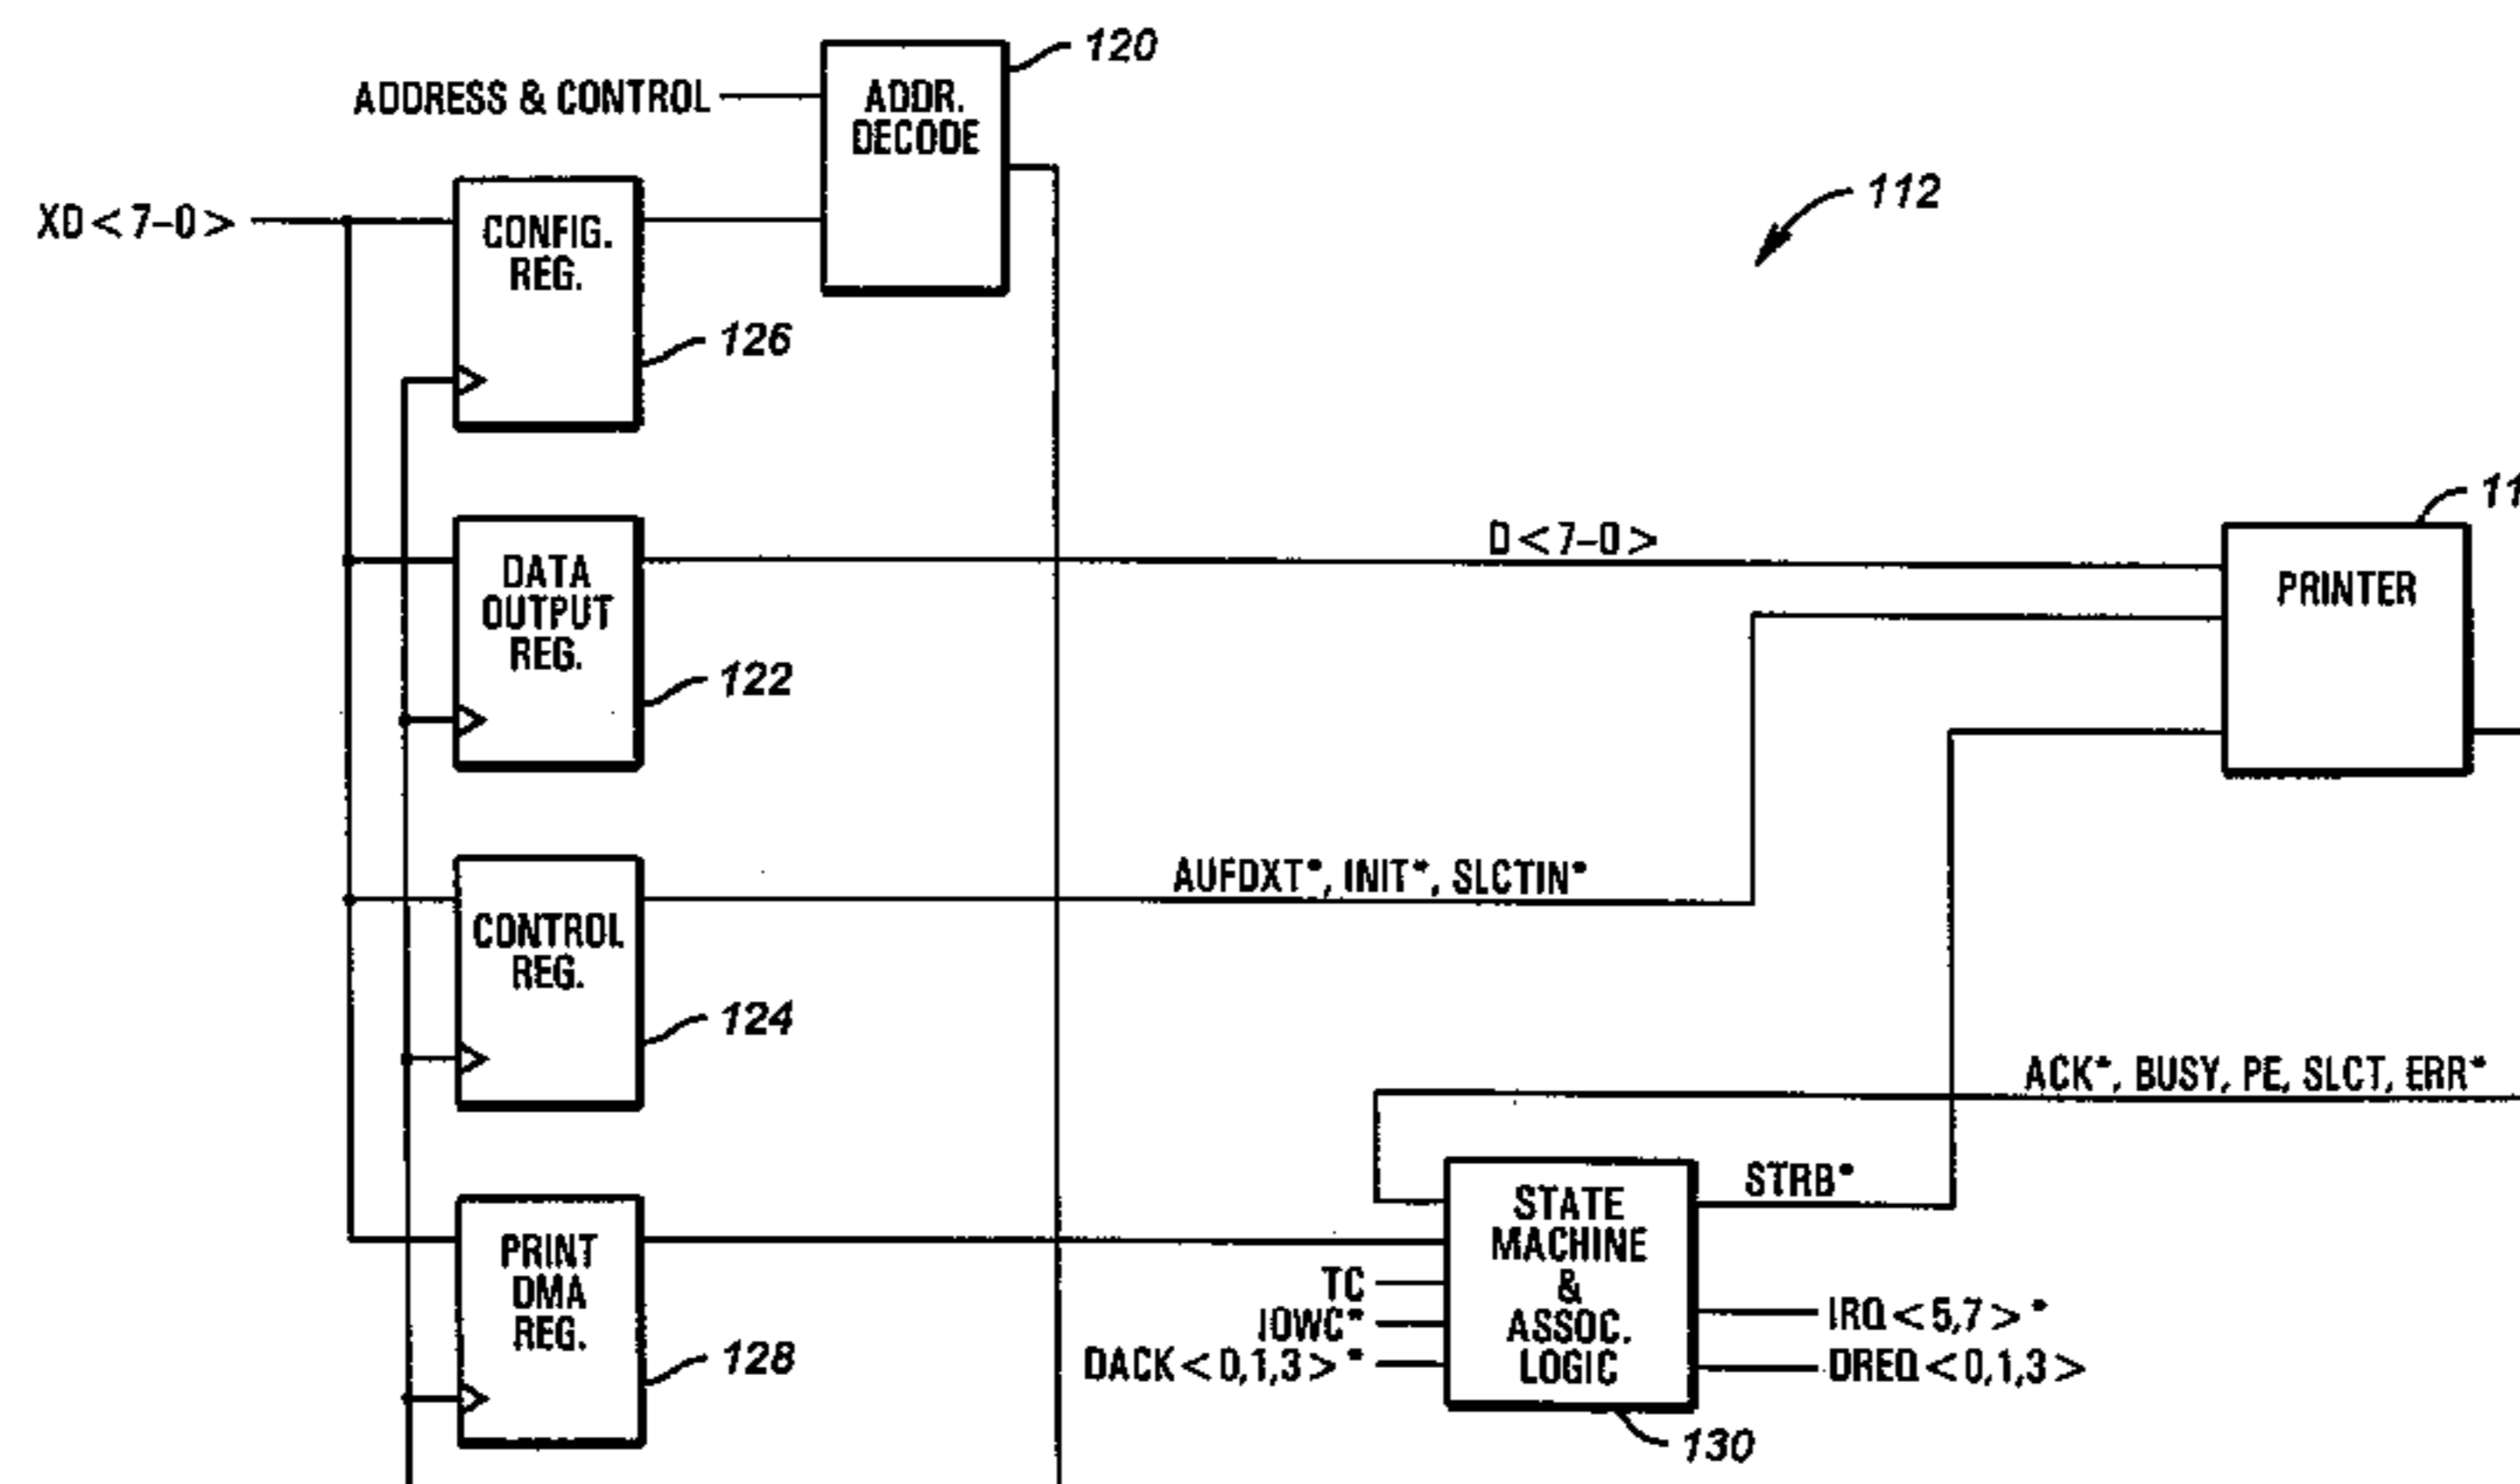 120
ADDRESS & CONTROL
ADDR.
DECODE
112
XD<7-0>
CONFIG.
REG.
126
11
D<7-0>
DATA
OUTPUT
REG.
PRINTER
122
AUFDXT*, INIT*, SLCTIN*
CONTROL
REG.
124
ACK*, BUSY, PE, SLCT, ERR*
STRB*
STATE
MACHINE
&
ASSOC.
LOGIC
PRINT
DMA
REG.
TC
IOWC*
DACK<0,1,3>*
IRQ<5,7>*
DREQ<0,1,3>
128
130